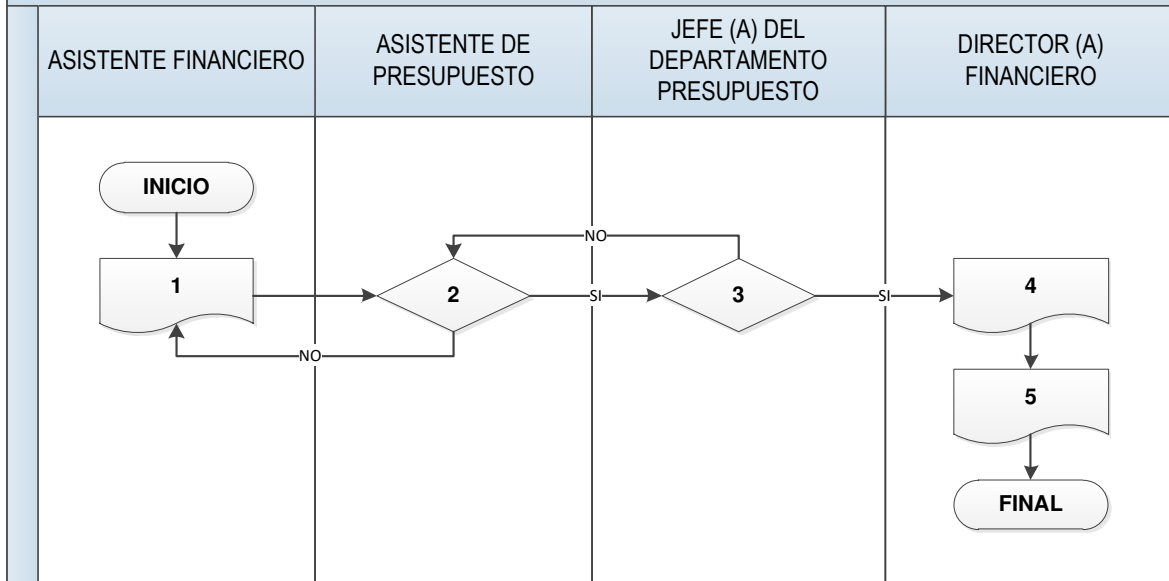 ASISTENTE FINANCIERO
ASISTENTE DE
PRESUPUESTO
JEFE (A) DEL
DEPARTAMENTO
PRESUPUESTO
DIRECTOR (A)
FINANCIERO
INICIO
NO
1
2
SI
3
SI
4
NO
5
FINAL